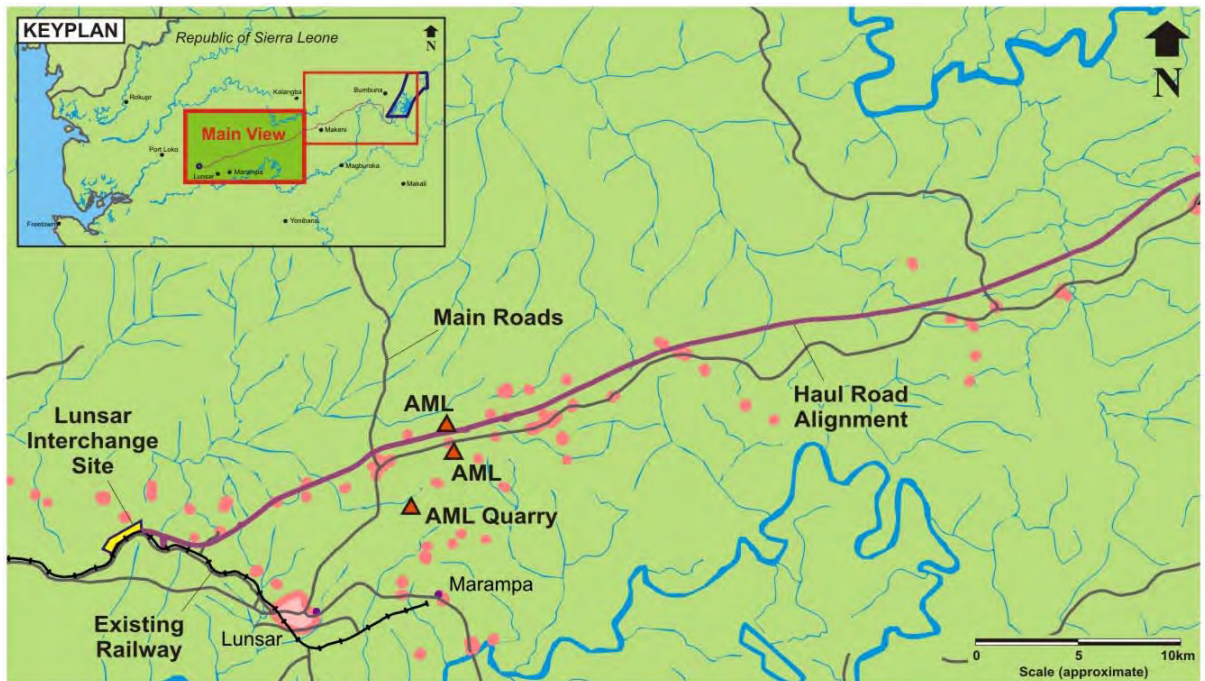 KEYPLAN
Republic of Sierra Leone
N
Rokupr
Kalangba
Bumbuna
Main View
Makeni
Port Loko
Lunsar
Marampa
Magburuka
Makali
Yonibana
Freetown
N
Main Roads
AML
Haul Road
Alignment
Lunsar
Interchange
Site
AML
AML Quarry
Marampa
Existing
Railway
Lunsar
0 5 10km
Scale (approximate)